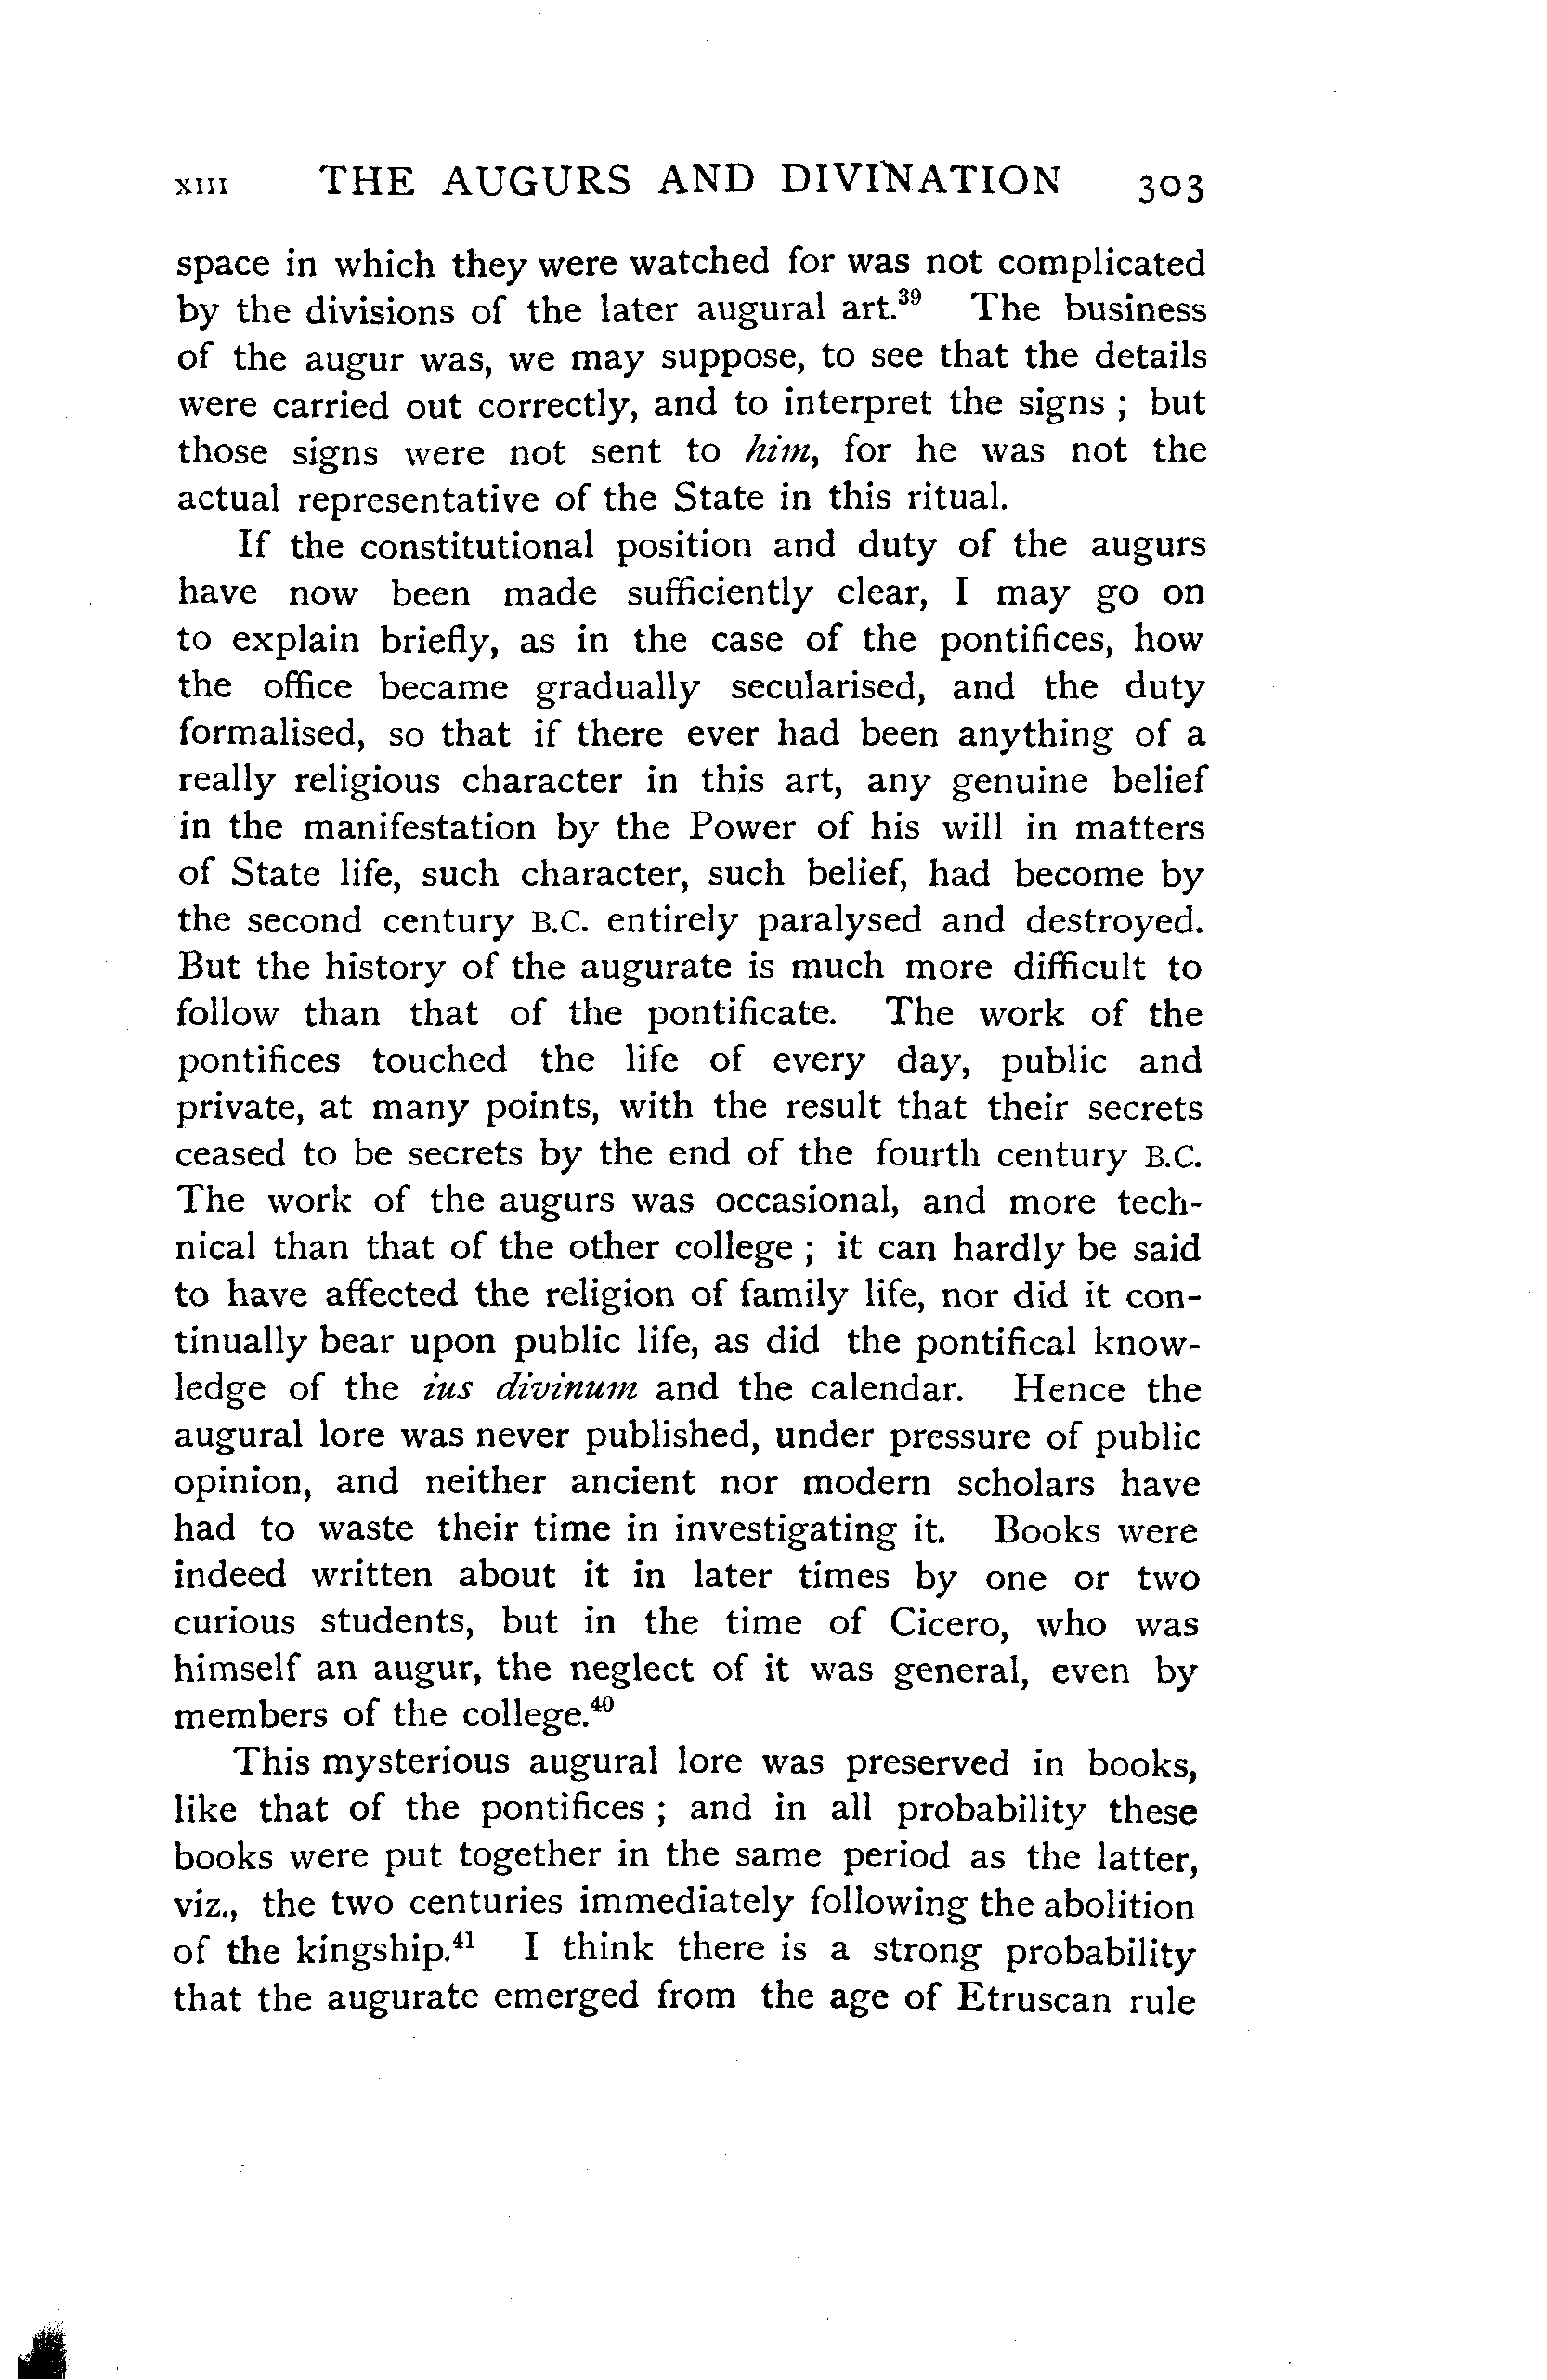 XIII THE AUGURS AND DIVINATION 303
space in which they were watched for was not complicated
by the divisions of the later augural art.³⁹ The business
of the augur was, we may suppose, to see that the details
were carried out correctly, and to interpret the signs ; but
those signs were not sent to him, for he was not the
actual representative of the State in this ritual.
If the constitutional position and duty of the augurs
have now been made sufficiently clear, I may go on
to explain briefly, as in the case of the pontifices, how
the office became gradually secularised, and the duty
formalised, so that if there ever had been anything of a
really religious character in this art, any genuine belief
in the manifestation by the Power of his will in matters
of State life, such character, such belief, had become by
the second century B.C. entirely paralysed and destroyed.
But the history of the augurate is much more difficult to
follow than that of the pontificate. The work of the
pontifices touched the life of every day, public and
private, at many points, with the result that their secrets
ceased to be secrets by the end of the fourth century B.C.
The work of the augurs was occasional, and more tech-
nical than that of the other college ; it can hardly be said
to have affected the religion of family life, nor did it con-
tinually bear upon public life, as did the pontifical know-
ledge of the ius divinum and the calendar. Hence the
augural lore was never published, under pressure of public
opinion, and neither ancient nor modern scholars have
had to waste their time in investigating it. Books were
indeed written about it in later times by one or two
curious students, but in the time of Cicero, who was
himself an augur, the neglect of it was general, even by
members of the college.⁴⁰
This mysterious augural lore was preserved in books,
like that of the pontifices ; and in all probability these
books were put together in the same period as the latter,
viz., the two centuries immediately following the abolition
of the kingship.⁴¹ I think there is a strong probability
that the augurate emerged from the age of Etruscan rule